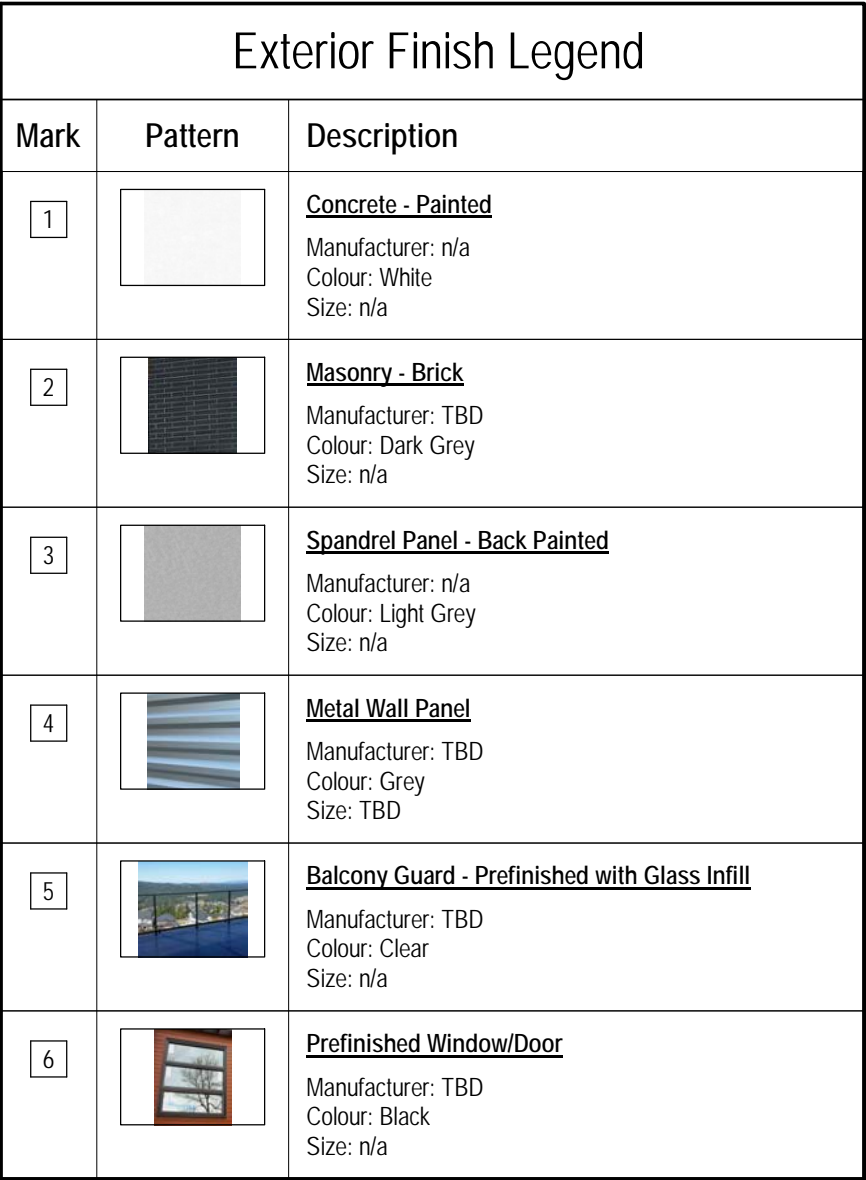 Exterior Finish Legend
Mark Pattern Description
1
Concrete - Painted
Manufacturer: n/a
Colour: White
Size: n/a
2
Masonry - Brick
Manufacturer: TBD
Colour: Dark Grey
Size: n/a
3
Spandrel Panel - Back Painted
Manufacturer: n/a
Colour: Light Grey
Size: n/a
4
Metal Wall Panel
Manufacturer: TBD
Colour: Grey
Size: TBD
5
Balcony Guard - Prefinished with Glass Infill
Manufacturer: TBD
Colour: Clear
Size: n/a
6
Prefinished Window/Door
Manufacturer: TBD
Colour: Black
Size: n/a